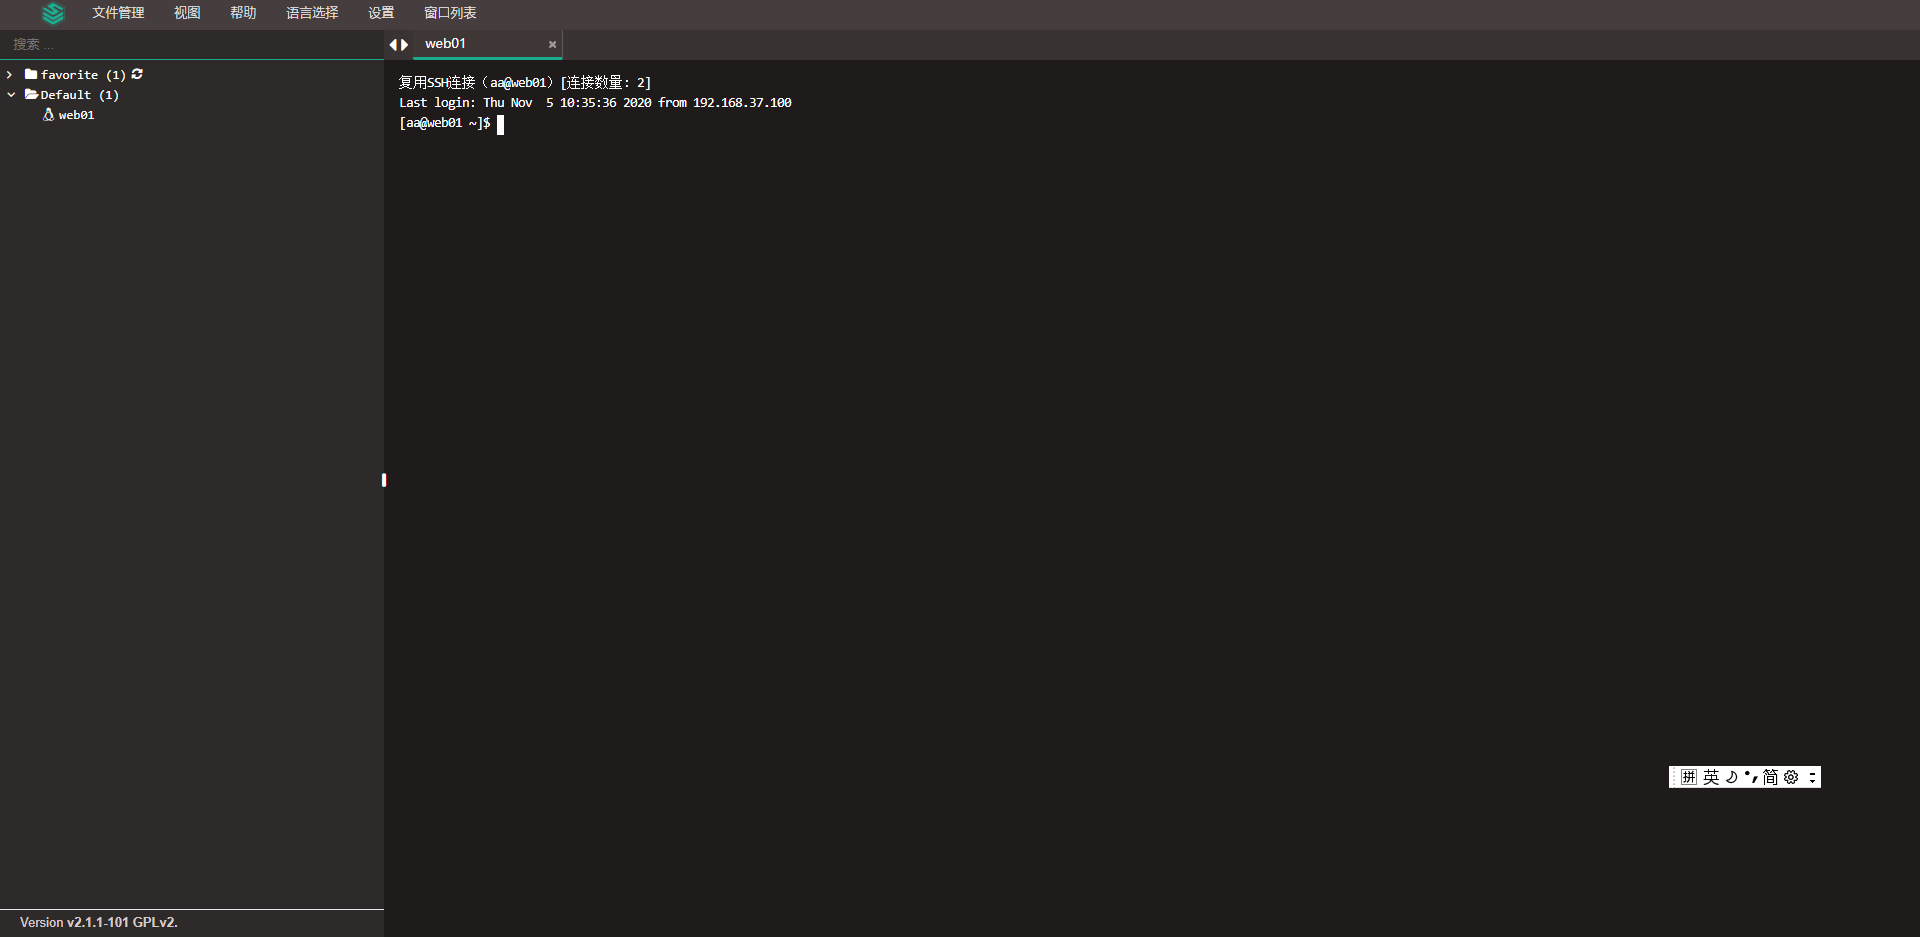 文件管理 视图 帮助 语言选择 设置 窗口列表
搜索 ...
web01
favorite (1)
Default (1)
web01
复用SSH连接（aa@web01）[连接数量: 2]
Last login: Thu Nov  5 10:35:36 2020 from 192.168.37.100
[aa@web01 ~]$
拼 英 简
Version v2.1.1-101 GPLv2.